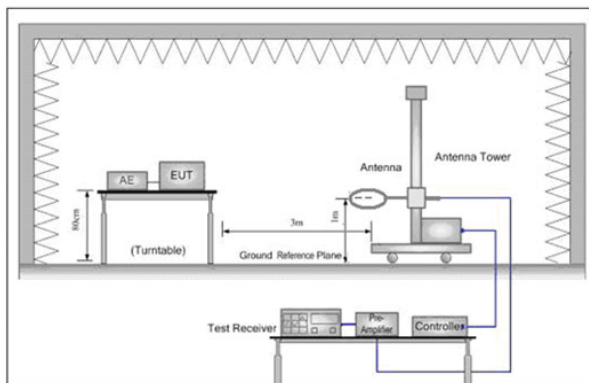 Antenna
Antenna Tower
AE
EUT
80cm
3m
1m
(Turntable)
Ground Reference Plane
Test Receiver
Pre-
Amplifier
Controller